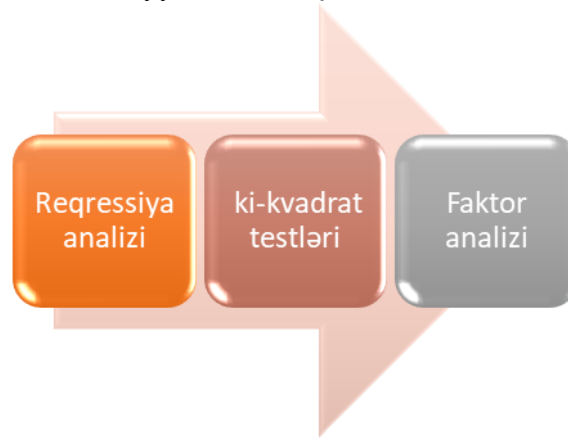 Reqressiya
analizi
ki-kvadrat
testləri
Faktor
analizi